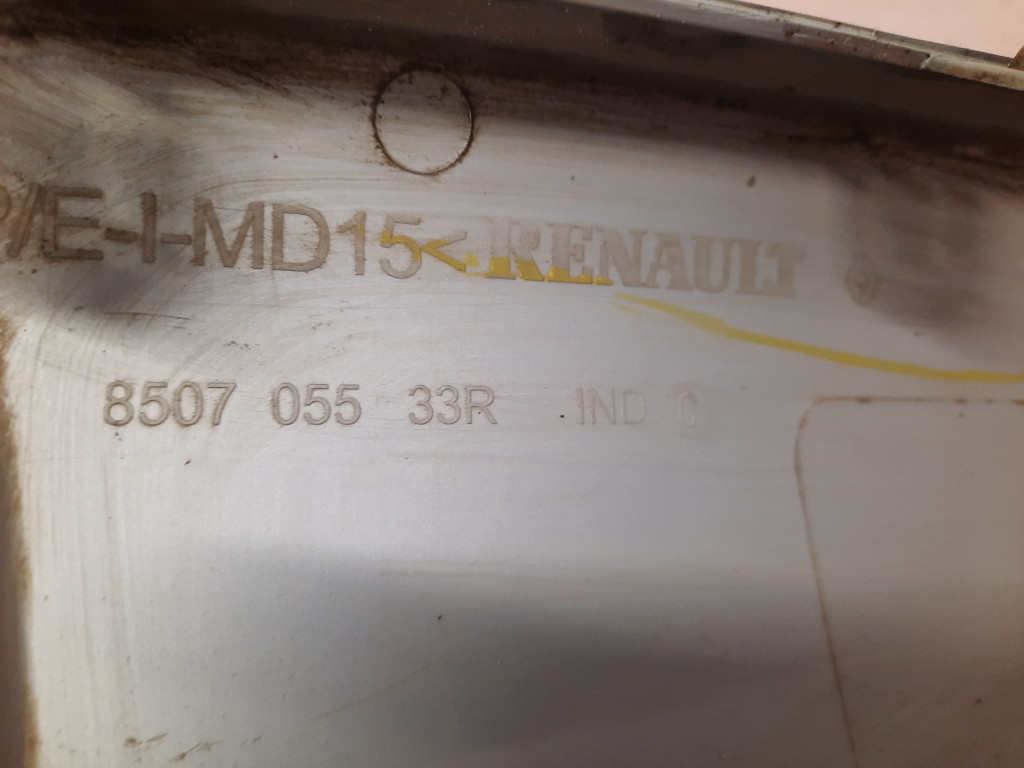 P/E-I-MD15< RENAULT
8507 055 33R IND C